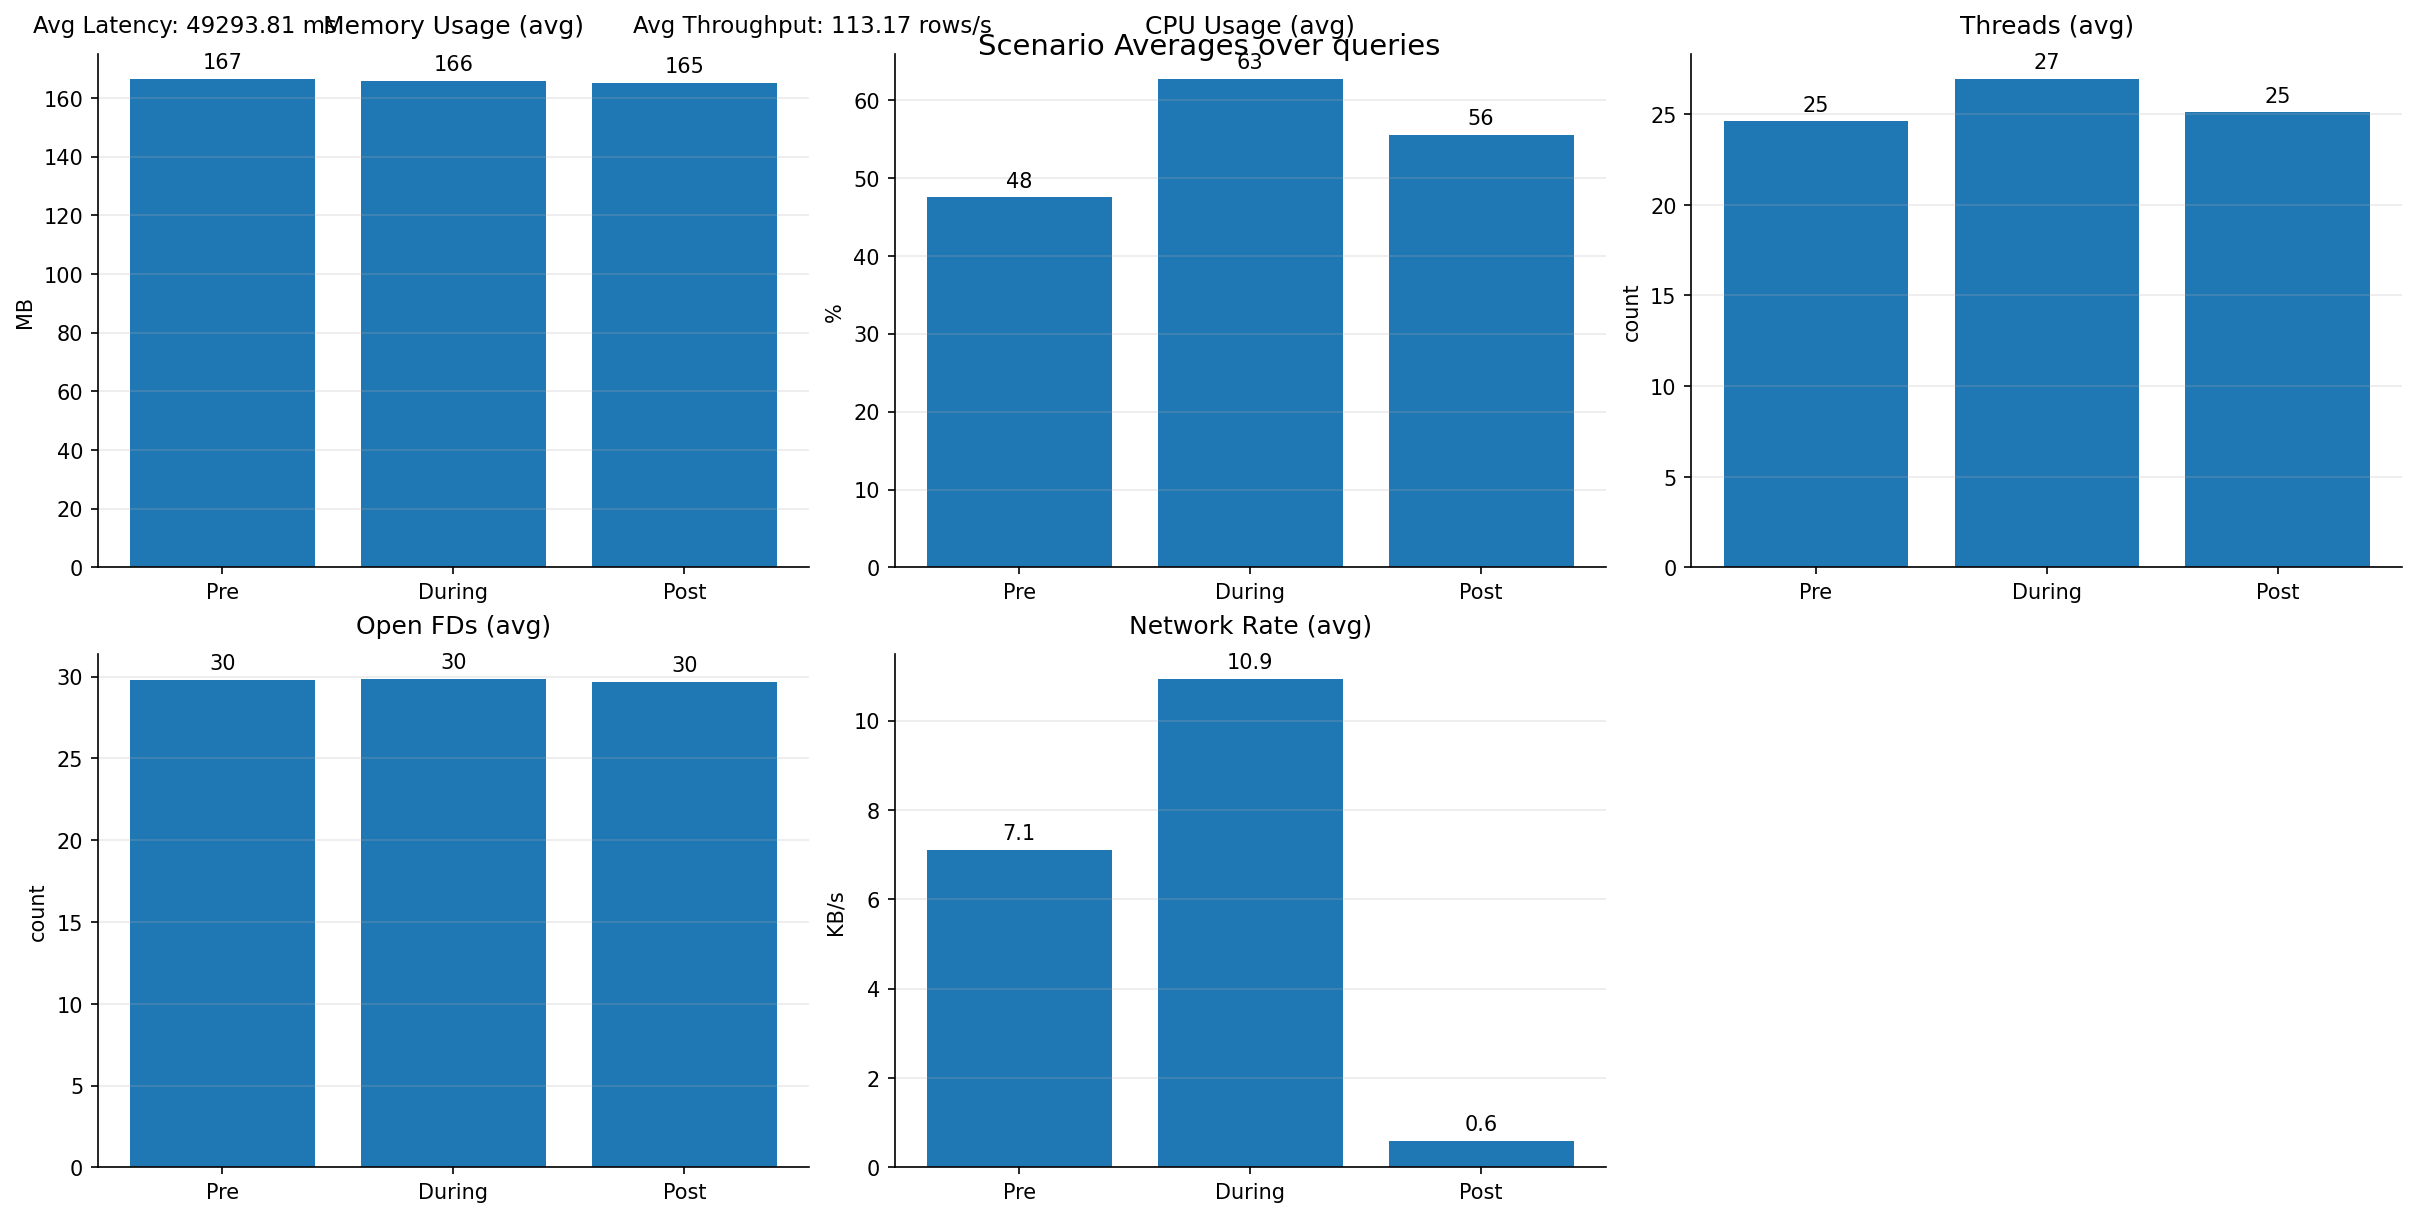 Avg Latency: 49293.81 ms
Avg Throughput: 113.17 rows/s
Scenario Averages over queries
Memory Usage (avg)
167
166
165
160
140
120
100
80
60
40
20
0
MB
Pre
During
Post
CPU Usage (avg)
48
63
56
60
50
40
30
20
10
0
%
Pre
During
Post
Threads (avg)
25
27
25
25
20
15
10
5
0
count
Pre
During
Post
Open FDs (avg)
30
30
30
30
25
20
15
10
5
0
count
Pre
During
Post
Network Rate (avg)
7.1
10.9
0.6
10
8
6
4
2
0
KB/s
Pre
During
Post